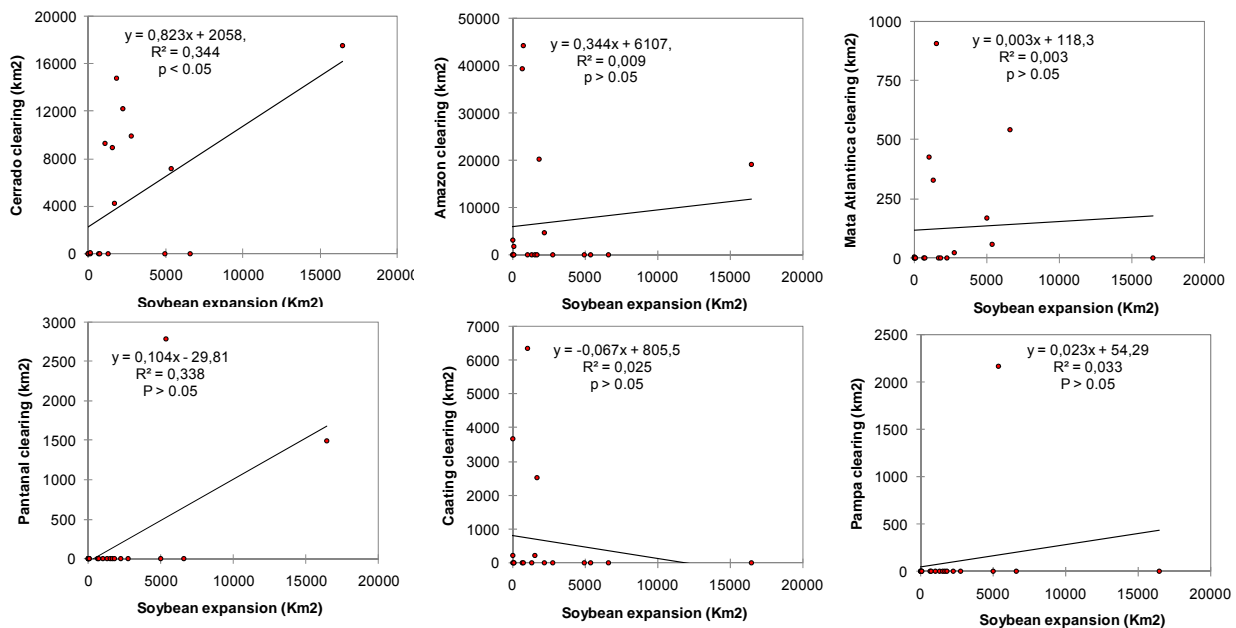 20000
16000
12000
8000
4000
0
Cerrado clearing (km2)
y = 0,823x + 2058,
R² = 0,344
p < 0.05
0 5000 10000 15000 20000
Soybean expansion (Km2)
50000
40000
30000
20000
10000
0
Amazon clearing (km2)
y = 0,344x + 6107,
R² = 0,009
p > 0.05
0 5000 10000 15000 20000
Soybean expansion (Km2)
1000
750
500
250
0
Mata Atlantinca clearing (km2)
y = 0,003x + 118,3
R² = 0,003
p > 0.05
0 5000 10000 15000 20000
Soybean expansion (Km2)
3000
2500
2000
1500
1000
500
0
Pantanal clearing (km2)
y = 0,104x - 29,81
R² = 0,338
P > 0.05
0 5000 10000 15000 20000
Soybean expansion (Km2)
7000
6000
5000
4000
3000
2000
1000
0
Caating clearing (km2)
y = -0,067x + 805,5
R² = 0,025
p > 0.05
0 5000 10000 15000 20000
Soybean expansion (Km2)
2500
2000
1500
1000
500
0
Pampa clearing (km2)
y = 0,023x + 54,29
R² = 0,033
P > 0.05
0 5000 10000 15000 20000
Soybean expansion (Km2)